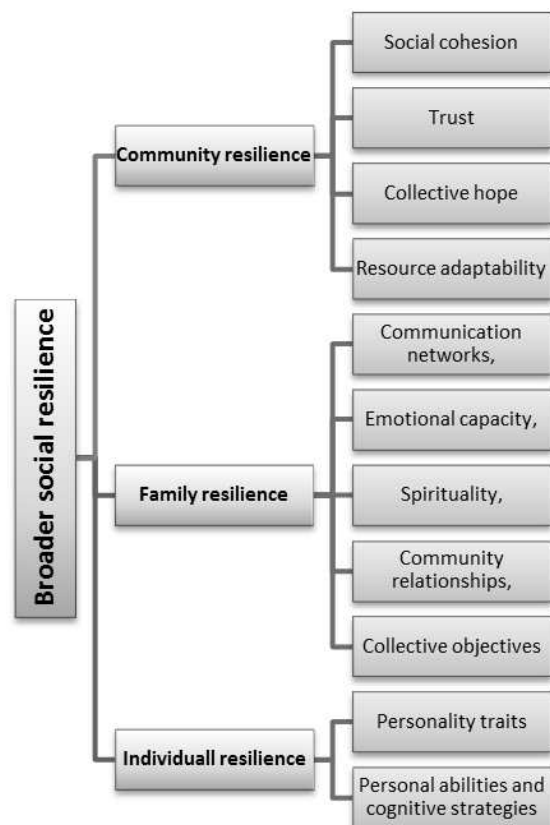 Broader social resilience
Community resilience
Social cohesion
Trust
Collective hope
Resource adaptability
Family resilience
Communication
networks,
Emotional capacity,
Spirituality,
Community
relationships,
Collective objectives
Individuall resilience
Personality traits
Personal abilities and
cognitive strategies